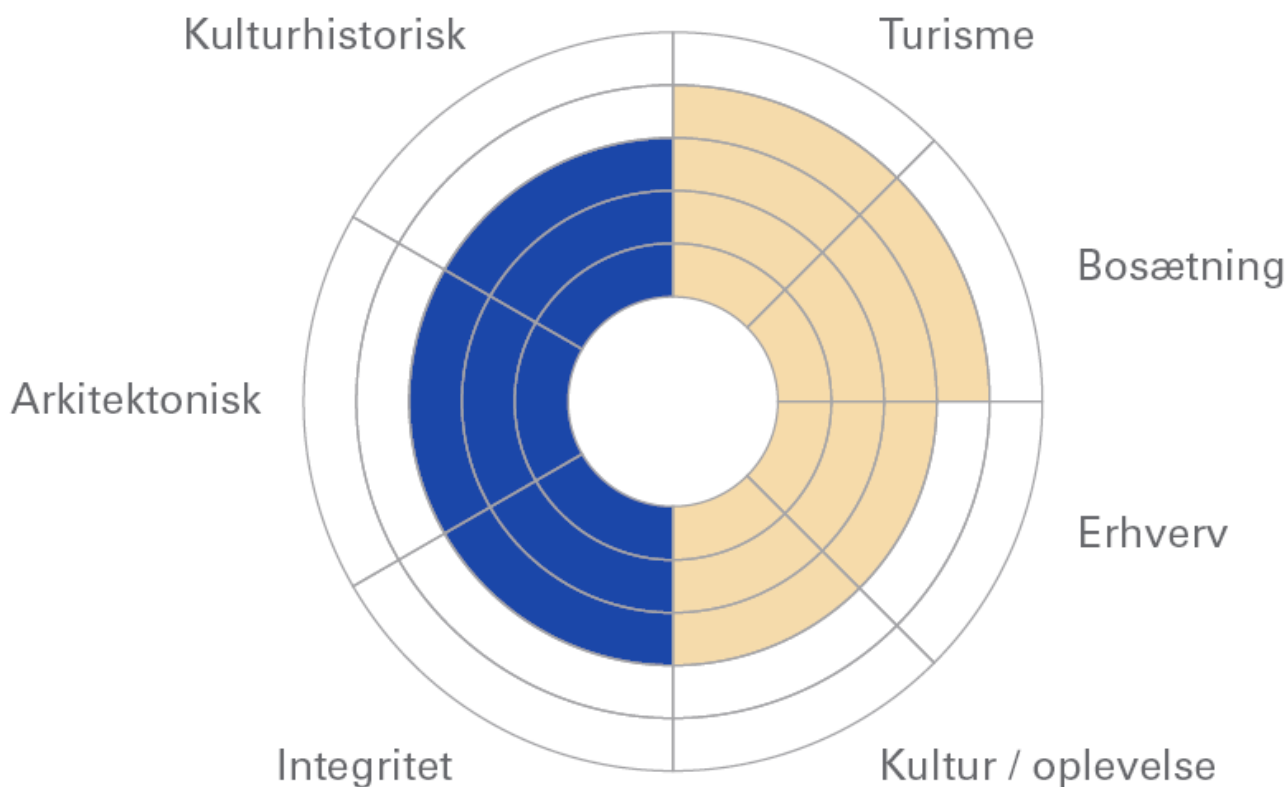 Kulturhistorisk
Turisme
Bosætning
Arkitektonisk
Erhverv
Integritet
Kultur / oplevelse